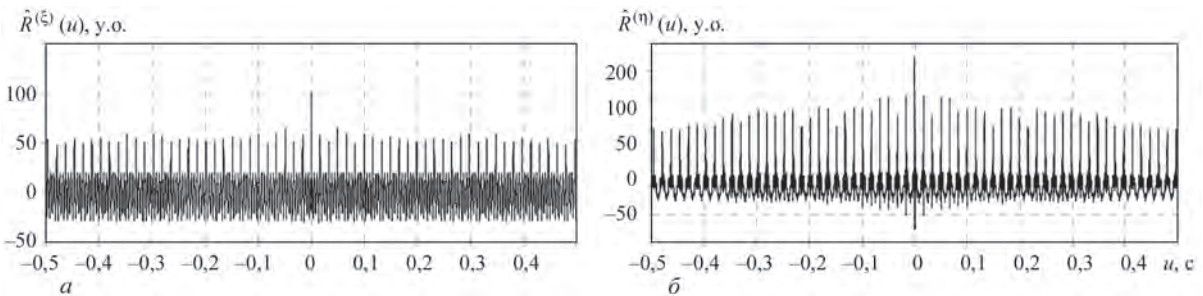 R̂⁽ξ⁾ (u), у.о.
100
50
0
–50
–0,5 –0,4 –0,3 –0,2 –0,1 0 0,1 0,2 0,3 0,4
а
R̂⁽η⁾ (u), у.о.
200
100
50
0
–50
–0,5 –0,4 –0,3 –0,2 –0,1 0 0,1 0,2 0,3 0,4 u, с
б